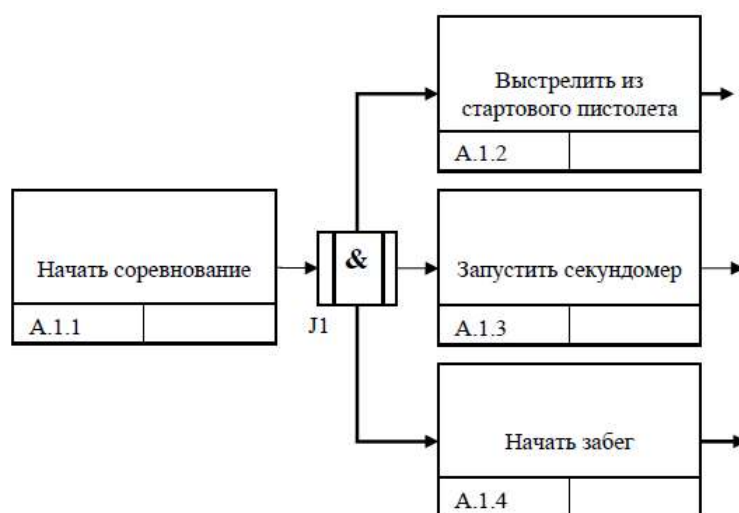 Выстрелить из
стартового пистолета
А.1.2
Начать соревнование
А.1.1
&
J1
Запустить секундомер
А.1.3
Начать забег
А.1.4